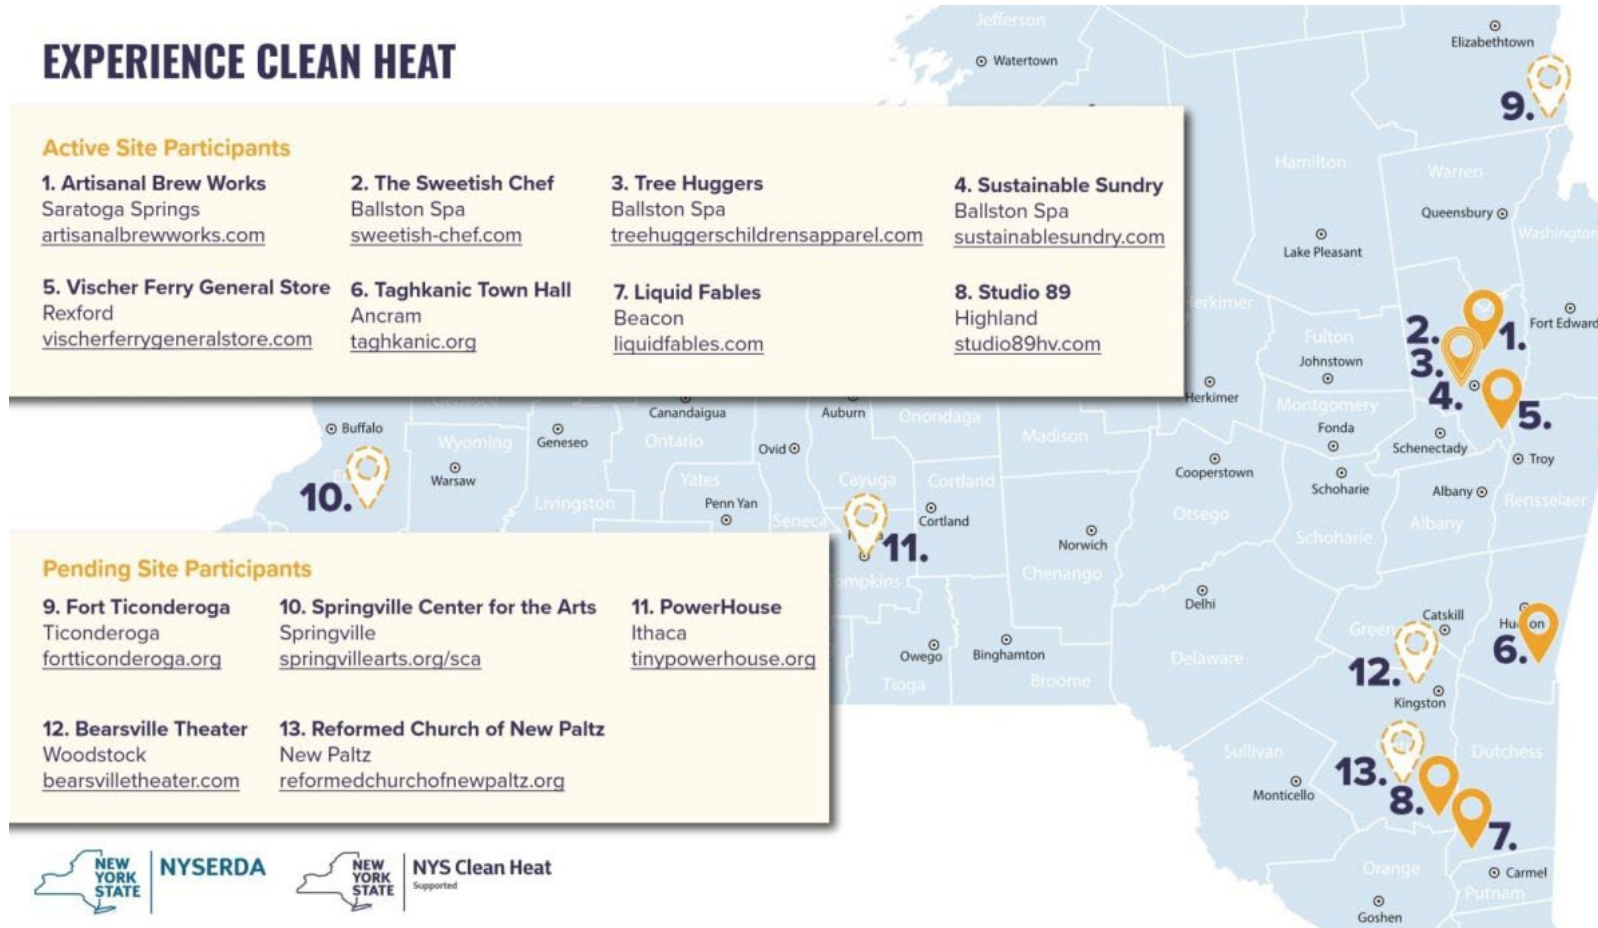 EXPERIENCE CLEAN HEAT
Active Site Participants
1. Artisanal Brew Works
Saratoga Springs
artisanalbrewworks.com
2. The Sweetish Chef
Ballston Spa
sweetish-chef.com
3. Tree Huggers
Ballston Spa
treehuggerschildrensapparel.com
4. Sustainable Sundry
Ballston Spa
sustainablesundry.com
5. Vischer Ferry General Store
Rexford
vischerferrygeneralstore.com
6. Taghkanic Town Hall
Ancram
taghkanic.org
7. Liquid Fables
Beacon
liquidfables.com
8. Studio 89
Highland
studio89hv.com
Pending Site Participants
9. Fort Ticonderoga
Ticonderoga
fortticonderoga.org
10. Springville Center for the Arts
Springville
springvillearts.org/sca
11. PowerHouse
Ithaca
tinypowerhouse.org
12. Bearsville Theater
Woodstock
bearsvilletheater.com
13. Reformed Church of New Paltz
New Paltz
reformedchurchofnewpaltz.org
Jefferson
Watertown
Elizabethtown
9.
Hamilton
Warren
Queensbury
Washington
Lake Pleasant
Fulton
Johnstown
Fort Edward
1.
2.
3.
4.
5.
Herkimer
Montgomery
Fonda
Schenectady
Troy
Canandaigua
Auburn
Onondaga
Madison
Buffalo
Wyoming
Geneseo
Ontario
Ovid
Warsaw
Yates
Cayuga
Cortland
Cooperstown
Schoharie
Albany
Rensselaer
10.
Livingston
Penn Yan
Seneca
Cortland
Otsego
Albany
11.
Norwich
Schoharie
Chenango
Delhi
Catskill
6.
Owego
Binghamton
Delaware
12.
Tioga
Broome
Kingston
Sullivan
Dutchess
13.
Monticello
8.
7.
Orange
Carmel
Putnam
Goshen
NEW
YORK
STATE
NYSERDA
NEW
YORK
STATE
NYS Clean Heat
Supported